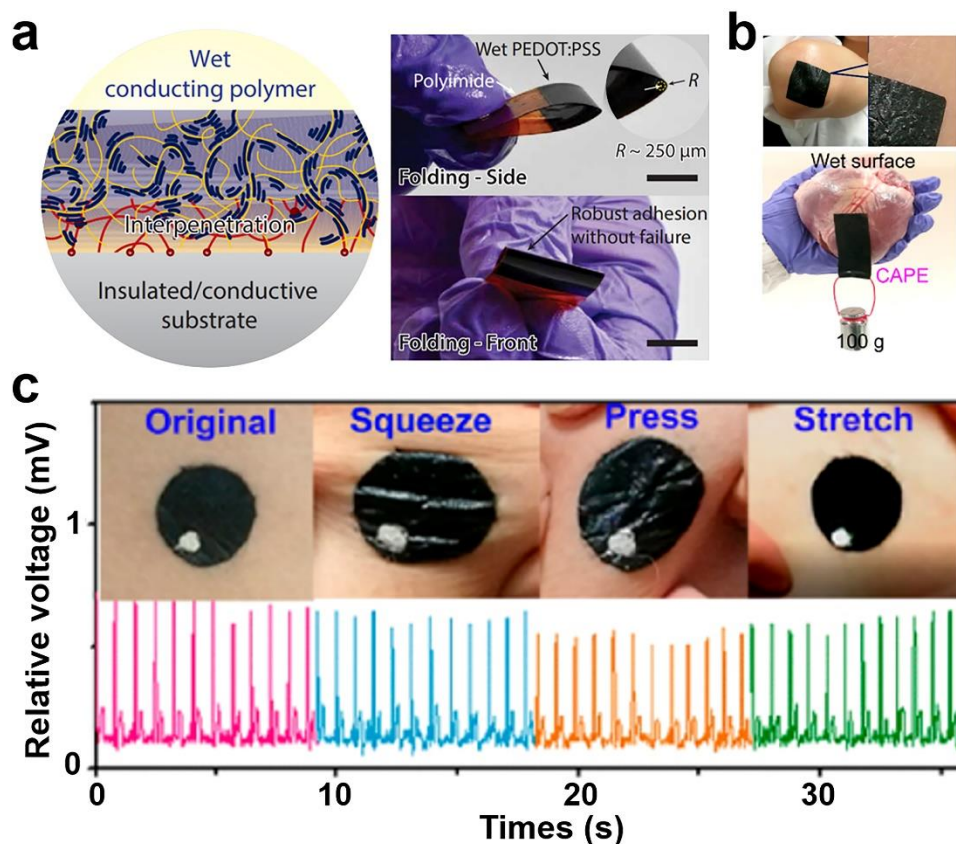 a
Wet
conducting polymer
Interpenetration
Insulated/conductive
substrate
Wet PEDOT:PSS
Polyimide
R
R ~ 250 µm
Folding - Side
Robust adhesion
without failure
Folding - Front
b
Wet surface
CAPE
100 g
c
Original Squeeze Press Stretch
Relative voltage (mV)
1
0
0 10 20 30
Times (s)